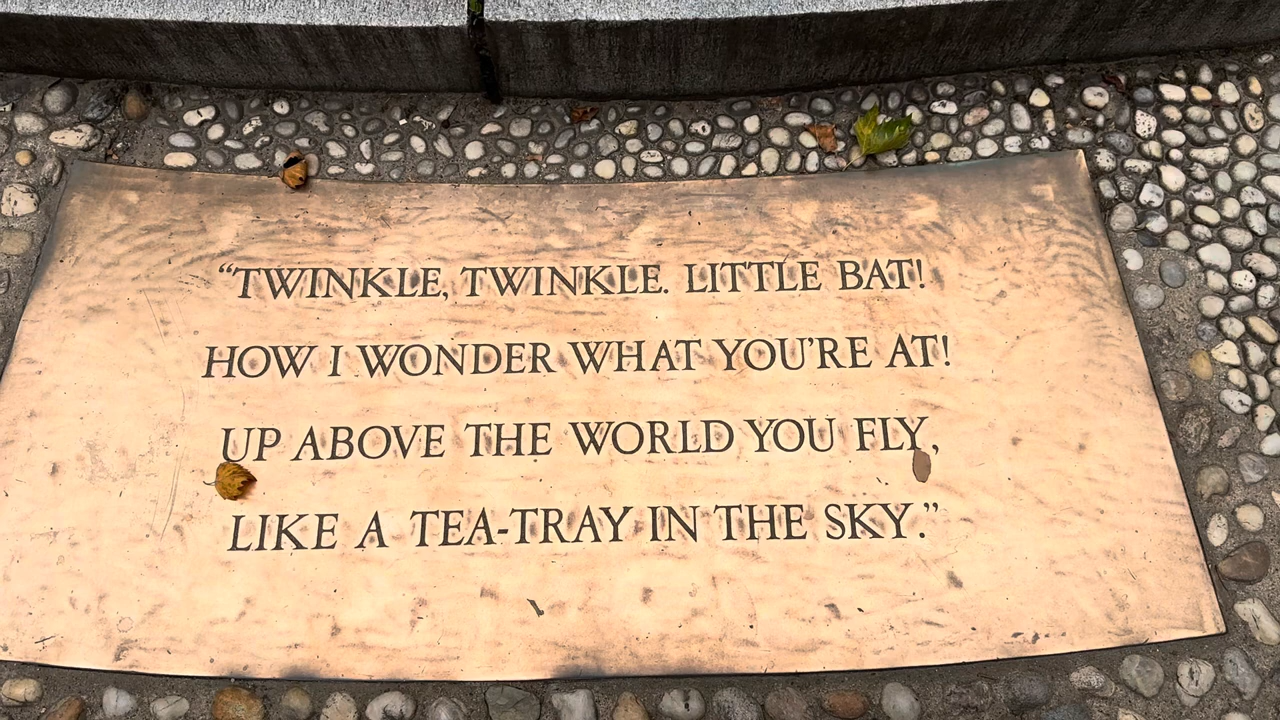 “TWINKLE, TWINKLE. LITTLE BAT!
HOW I WONDER WHAT YOU’RE AT!
UP ABOVE THE WORLD YOU FLY,
LIKE A TEA-TRAY IN THE SKY.”